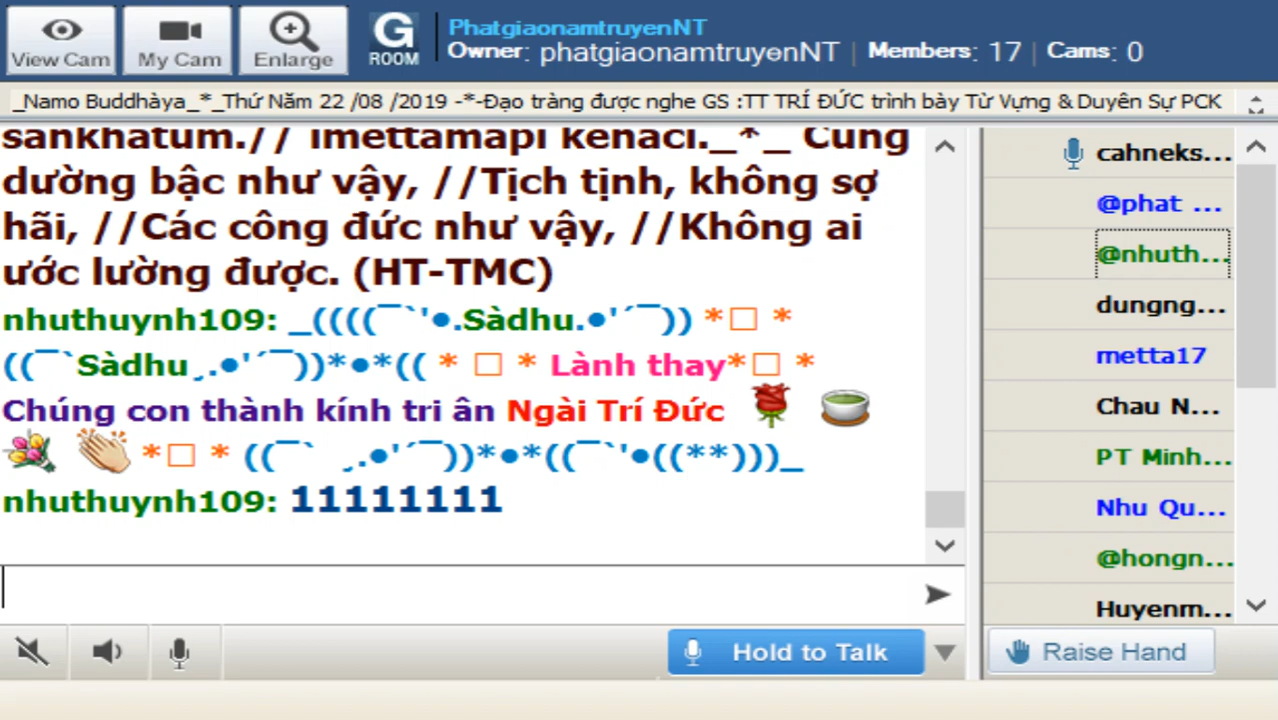 View Cam
My Cam
Enlarge
G
ROOM
PhatgiaonamtruyenNT
Owner: phatgiaonamtruyenNT | Members: 17 | Cams: 0
_Namo Buddhàya_*_Thứ Năm 22 /08 /2019 -*-Đạo tràng được nghe GS :TT TRÍ ĐỨC trình bày Từ Vựng & Duyên Sự PCK
sankhatum.// imettamapi kenaci._*_ Cúng
dường bậc như vậy, //Tịch tịnh, không sợ
hãi, //Các công đức như vậy, //Không ai
ước lường được. (HT-TMC)
nhuthuynh109: _((((¯`'●.Sàdhu.●'´¯)) *□ *
((¯`Sàdhu¸.●'´¯))*●*(( * □ * Lành thay*□ *
Chúng con thành kính tri ân Ngài Trí Đức
*□ * ((¯` ¸.●'´¯))*●*((¯`'●((**)))_
nhuthuynh109: 11111111
cahneks...
@phat ...
@nhuth...
dungng...
metta17
Chau N...
PT Minh...
Nhu Qu...
@hongn...
Huyenm...
Hold to Talk
Raise Hand